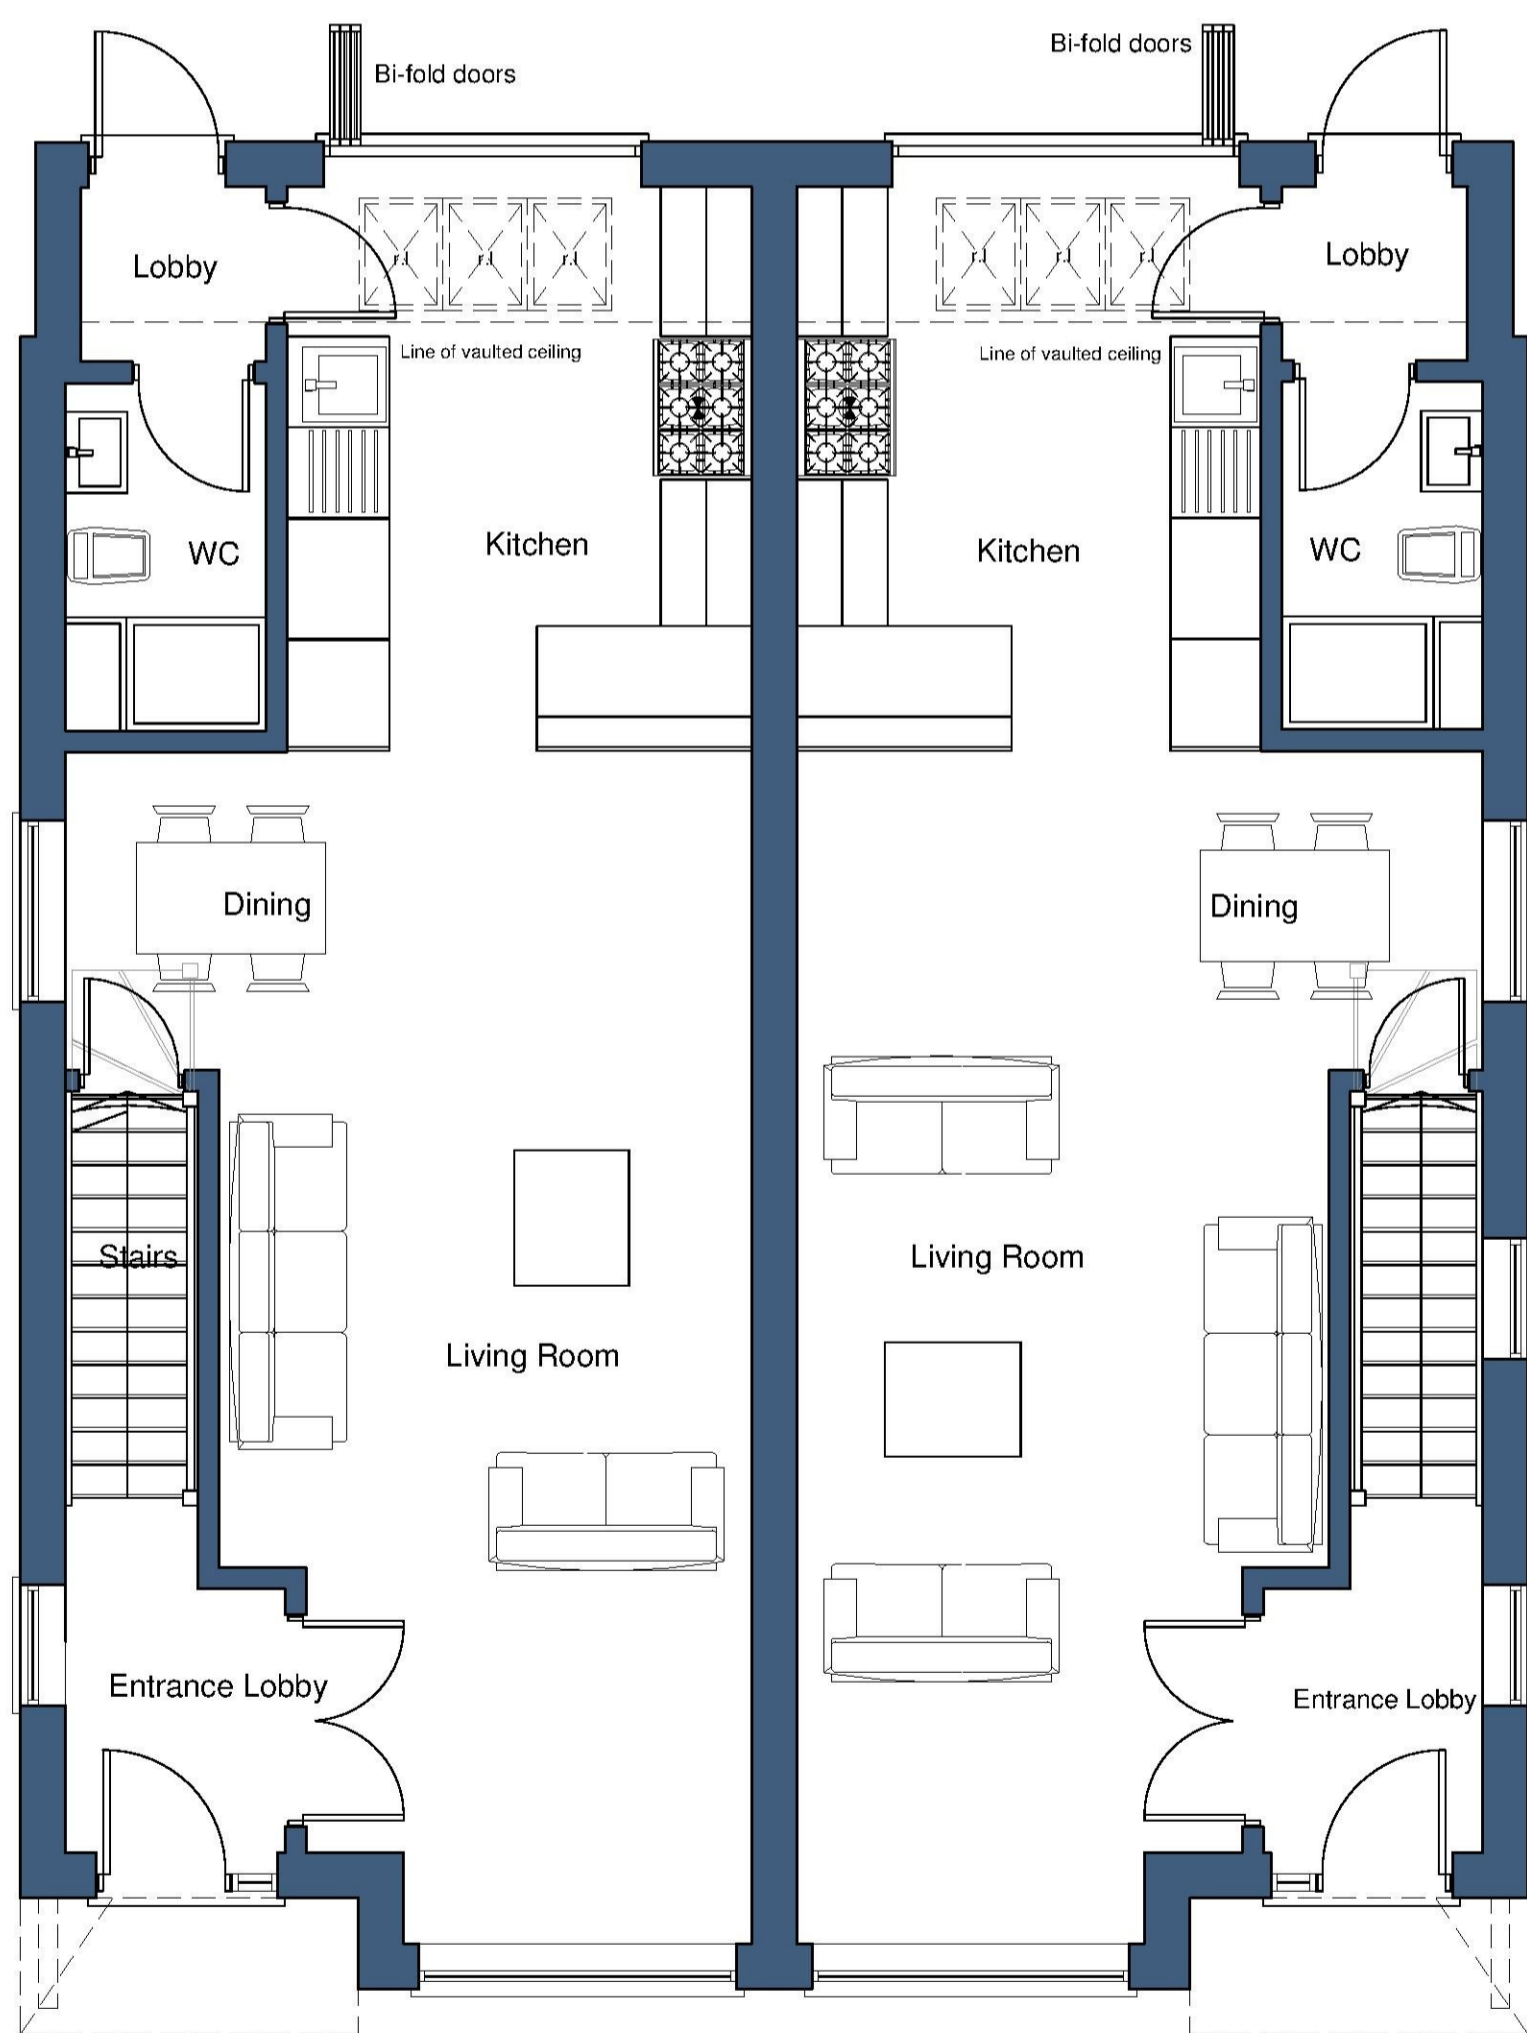 Bi-fold doors
Bi-fold doors
Lobby
r.l
r.l
r.l
r.l
r.l
r.l
Lobby
Line of vaulted ceiling
Line of vaulted ceiling
WC
Kitchen
Kitchen
WC
Dining
Dining
Stairs
Living Room
Living Room
Entrance Lobby
Entrance Lobby